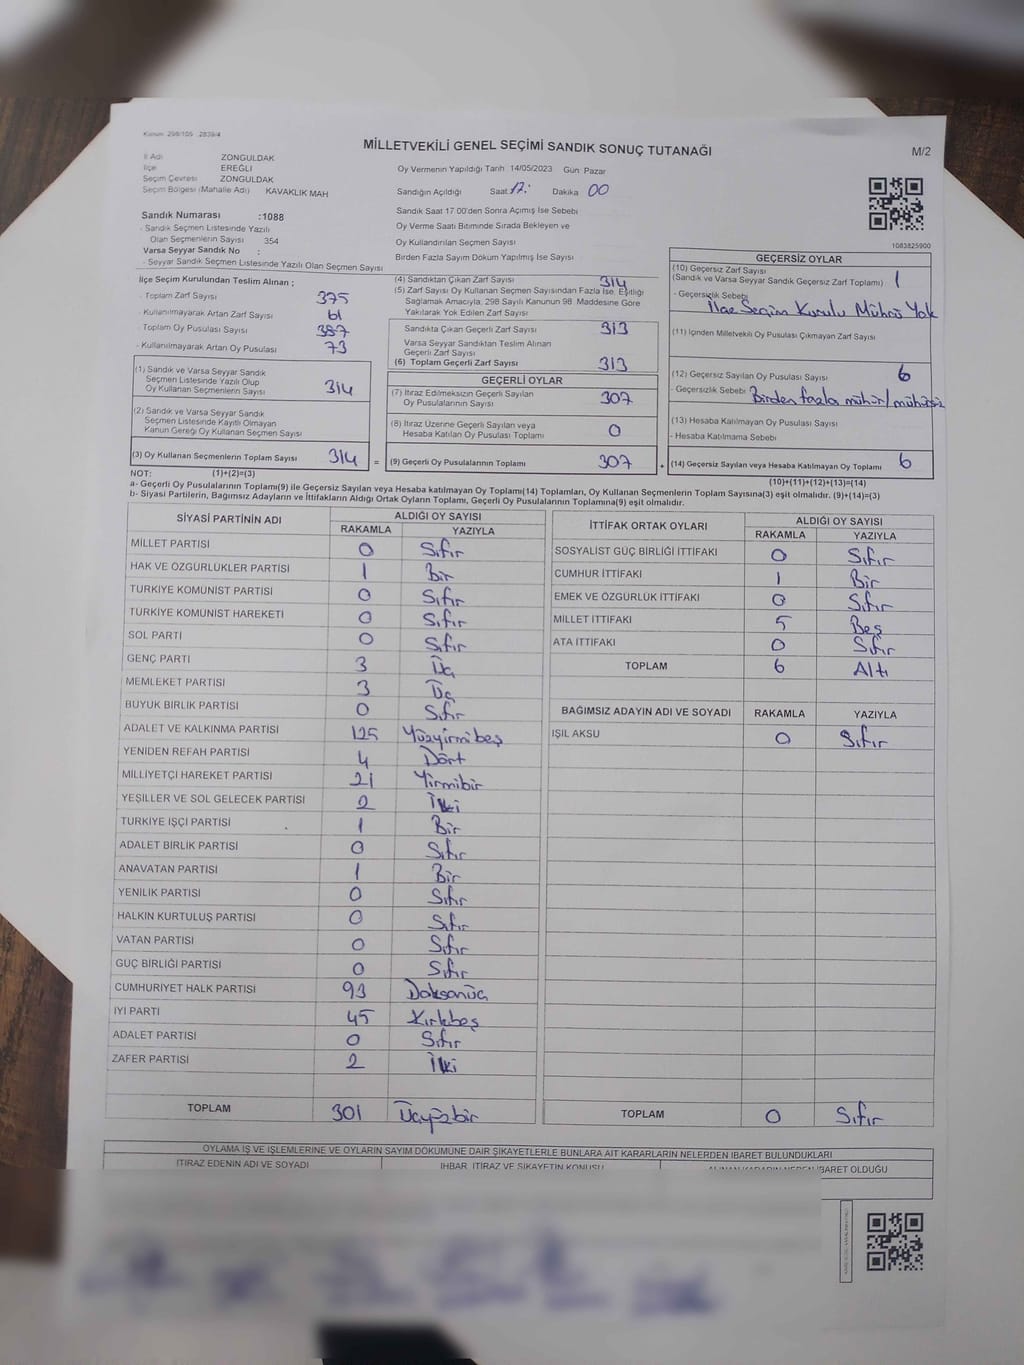 Kanun: 298/105 2839/4
MİLLETVEKİLİ GENEL SEÇİMİ SANDIK SONUÇ TUTANAĞI
M/2
İl Adı ZONGULDAK
İlçe EREĞLİ
Seçim Çevresi ZONGULDAK
Seçim Bölgesi (Mahalle Adı) KAVAKLIK MAH
Oy Vermenin Yapıldığı Tarih 14/05/2023 Gün: Pazar
Sandığın Açıldığı Saat 17: Dakika 00
Sandık Saat 17.00'den Sonra Açılmış İse Sebebi
Oy Verme Saati Bitiminde Sırada Bekleyen ve
Oy Kullandırılan Seçmen Sayısı
Birden Fazla Sayım Döküm Yapılmış İse Sayısı
1083825900
Sandık Numarası :1088
- Sandık Seçmen Listesinde Yazılı
Olan Seçmenlerin Sayısı 354
Varsa Seyyar Sandık No :
- Seyyar Sandık Seçmen Listesinde Yazılı Olan Seçmen Sayısı
İlçe Seçim Kurulundan Teslim Alınan ;
- Toplam Zarf Sayısı 375
- Kullanılmayarak Artan Zarf Sayısı 61
- Toplam Oy Pusulası Sayısı 387
- Kullanılmayarak Artan Oy Pusulası 73
(1) Sandık ve Varsa Seyyar Sandık
Seçmen Listesinde Yazılı Olup
Oy Kullanan Seçmenlerin Sayısı 314
(2) Sandık ve Varsa Seyyar Sandık
Seçmen Listesinde Kayıtlı Olmayan
Kanun Gereği Oy Kullanan Seçmen Sayısı
(3) Oy Kullanan Seçmenlerin Toplam Sayısı 314 =
(4) Sandıktan Çıkan Zarf Sayısı 314
(5) Zarf Sayısı Oy Kullanan Seçmen Sayısından Fazla İse, Eşitliği
Sağlamak Amacıyla, 298 Sayılı Kanunun 98. Maddesine Göre
Yakılarak Yok Edilen Zarf Sayısı
Sandıkta Çıkan Geçerli Zarf Sayısı 313
Varsa Seyyar Sandıktan Teslim Alınan
Geçerli Zarf Sayısı
(6) Toplam Geçerli Zarf Sayısı 313
GEÇERLİ OYLAR
(7) İtiraz Edilmeksizin Geçerli Sayılan
Oy Pusulalarının Sayısı 307
(8) İtiraz Üzerine Geçerli Sayılan veya
Hesaba Katılan Oy Pusulası Toplamı 0
(9) Geçerli Oy Pusulalarının Toplamı 307 +
GEÇERSİZ OYLAR
(10) Geçersiz Zarf Sayısı
(Sandık ve Varsa Seyyar Sandık Geçersiz Zarf Toplamı) 1
- Geçersizlik Sebebi
İlçe Seçim Kurulu Mührü Yok
(11) İçinden Milletvekili Oy Pusulası Çıkmayan Zarf Sayısı
(12) Geçersiz Sayılan Oy Pusulası Sayısı 6
- Geçersizlik Sebebi Birden fazla mühür/mühürsüz
(13) Hesaba Katılmayan Oy Pusulası Sayısı
- Hesaba Katılmama Sebebi
(14) Geçersiz Sayılan veya Hesaba Katılmayan Oy Toplamı 6
NOT: (1)+(2)=(3) (10)+(11)+(12)+(13)=(14)
a- Geçerli Oy Pusulalarının Toplamı(9) ile Geçersiz Sayılan veya Hesaba katılmayan Oy Toplamı(14) Toplamları, Oy Kullanan Seçmenlerin Toplam Sayısına(3) eşit olmalıdır. (9)+(14)=(3)
b- Siyasi Partilerin, Bağımsız Adayların ve İttifakların Aldığı Ortak Oyların Toplamı, Geçerli Oy Pusulalarının Toplamına(9) eşit olmalıdır.
SİYASİ PARTİNİN ADI ALDIĞI OY SAYISI
RAKAMLA YAZIYLA
MİLLET PARTİSİ 0 Sıfır
HAK VE ÖZGÜRLÜKLER PARTİSİ 1 Bir
TÜRKİYE KOMÜNİST PARTİSİ 0 Sıfır
TÜRKİYE KOMÜNİST HAREKETİ 0 Sıfır
SOL PARTİ 0 Sıfır
GENÇ PARTİ 3 Üç
MEMLEKET PARTİSİ 3 Üç
BÜYÜK BİRLİK PARTİSİ 0 Sıfır
ADALET VE KALKINMA PARTİSİ 125 Yüzyirmibeş
YENİDEN REFAH PARTİSİ 4 Dört
MİLLİYETÇİ HAREKET PARTİSİ 21 Yirmibir
YEŞİLLER VE SOL GELECEK PARTİSİ 2 İki
TÜRKİYE İŞÇİ PARTİSİ 1 Bir
ADALET BİRLİK PARTİSİ 0 Sıfır
ANAVATAN PARTİSİ 1 Bir
YENİLİK PARTİSİ 0 Sıfır
HALKIN KURTULUŞ PARTİSİ 0 Sıfır
VATAN PARTİSİ 0 Sıfır
GÜÇ BİRLİĞİ PARTİSİ 0 Sıfır
CUMHURİYET HALK PARTİSİ 93 Doksanüç
İYİ PARTİ 45 Kırkbeş
ADALET PARTİSİ 0 Sıfır
ZAFER PARTİSİ 2 İki
TOPLAM 301 Üçyüzbir
İTTİFAK ORTAK OYLARI ALDIĞI OY SAYISI
RAKAMLA YAZIYLA
SOSYALİST GÜÇ BİRLİĞİ İTTİFAKI 0 Sıfır
CUMHUR İTTİFAKI 1 Bir
EMEK VE ÖZGÜRLÜK İTTİFAKI 0 Sıfır
MİLLET İTTİFAKI 5 Beş
ATA İTTİFAKI 0 Sıfır
TOPLAM 6 Altı
BAĞIMSIZ ADAYIN ADI VE SOYADI RAKAMLA YAZIYLA
IŞIL AKSU 0 Sıfır
TOPLAM 0 Sıfır
OYLAMA İŞ VE İŞLEMLERİNE VE OYLARIN SAYIM DÖKÜMÜNE DAİR ŞİKAYETLERLE BUNLARA AİT KARARLARIN NELERDEN İBARET BULUNDUKLARI
İTİRAZ EDENİN ADI VE SOYADI İHBAR, İTİRAZ VE ŞİKAYETİN KONUSU ALINAN KARARIN NEDEN İBARET OLDUĞU